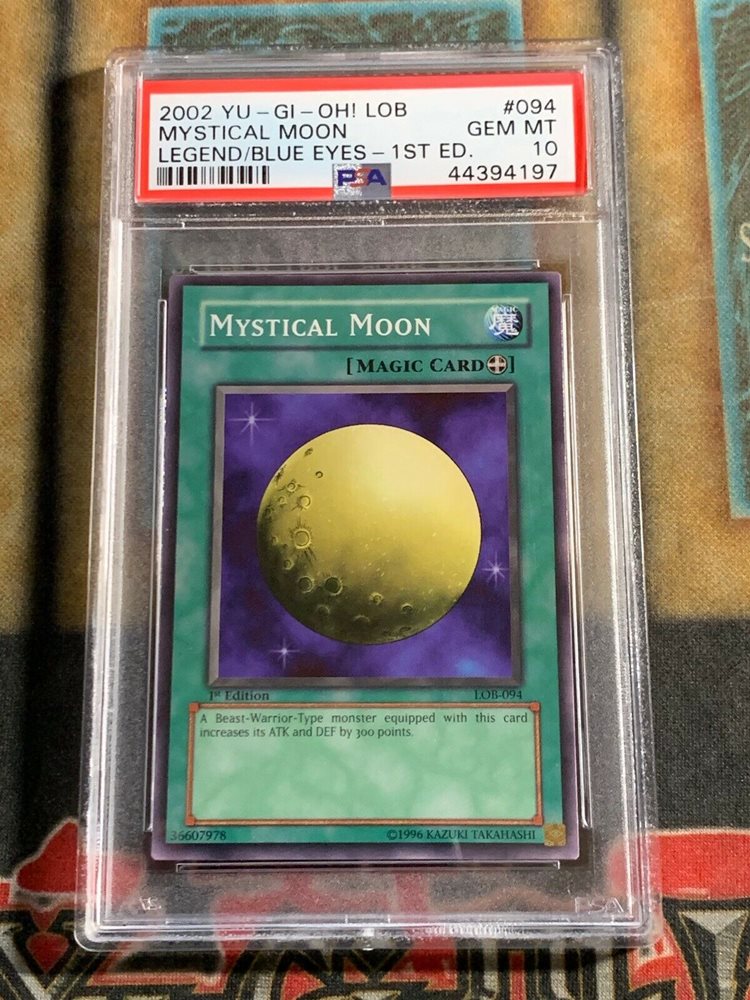 2002 YU-GI-OH! LOB #094
MYSTICAL MOON GEM MT
LEGEND/BLUE EYES-1ST ED. 10
PSA 44394197
MYSTICAL MOON MAGIC 魔
[MAGIC CARD]
1st Edition LOB-094
A Beast-Warrior-Type monster equipped with this card
increases its ATK and DEF by 300 points.
36607978 ©1996 KAZUKI TAKAHASHI
PSA